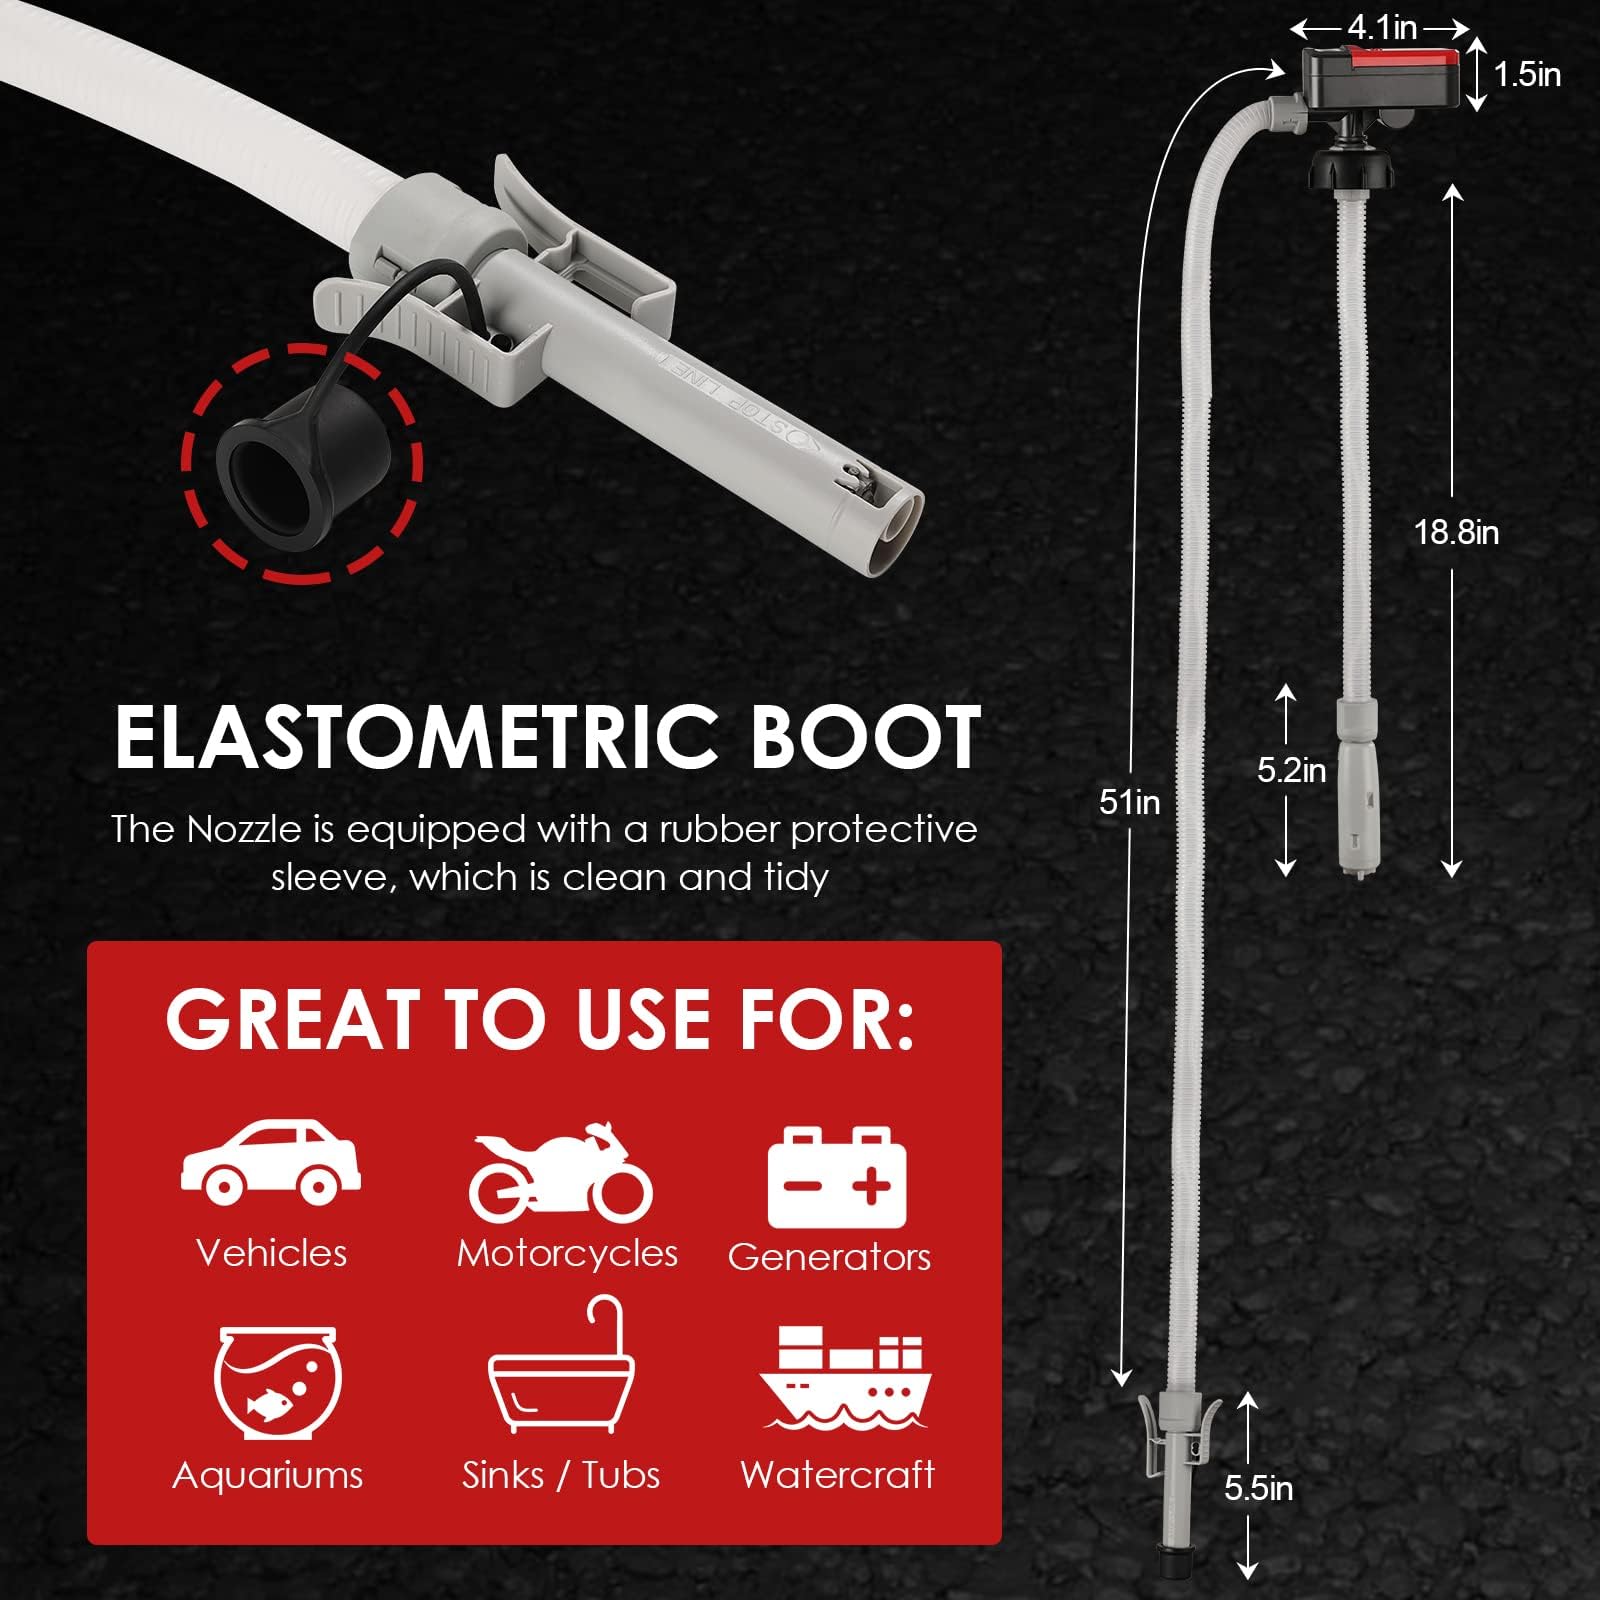 4.1in
1.5in
STOP LINE
18.8in
5.2in
51in
ELASTOMETRIC BOOT
The Nozzle is equipped with a rubber protective
sleeve, which is clean and tidy
GREAT TO USE FOR:
Vehicles
Motorcycles
Generators
Aquariums
Sinks / Tubs
Watercraft
5.5in